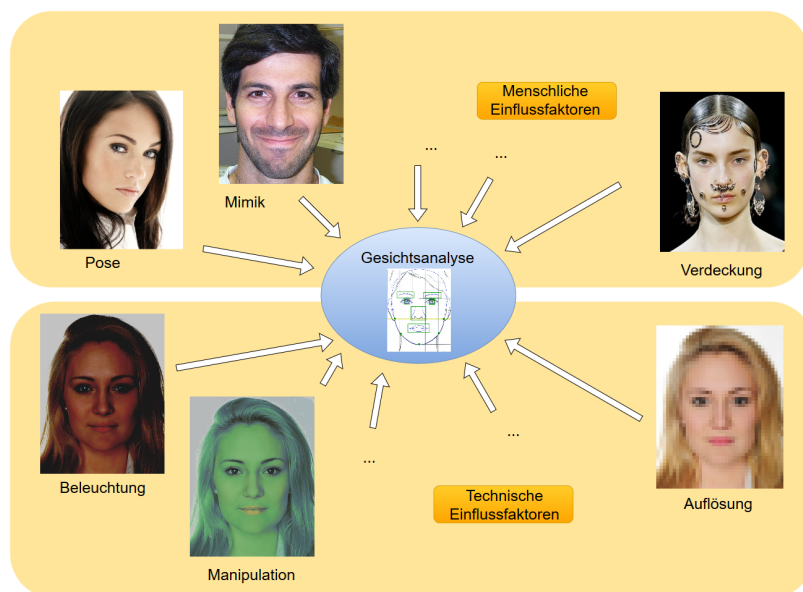 Menschliche
Einflussfaktoren
...
...
Mimik
Pose
Gesichtsanalyse
Verdeckung
Beleuchtung
...
...
Technische
Einflussfaktoren
Auflösung
Manipulation